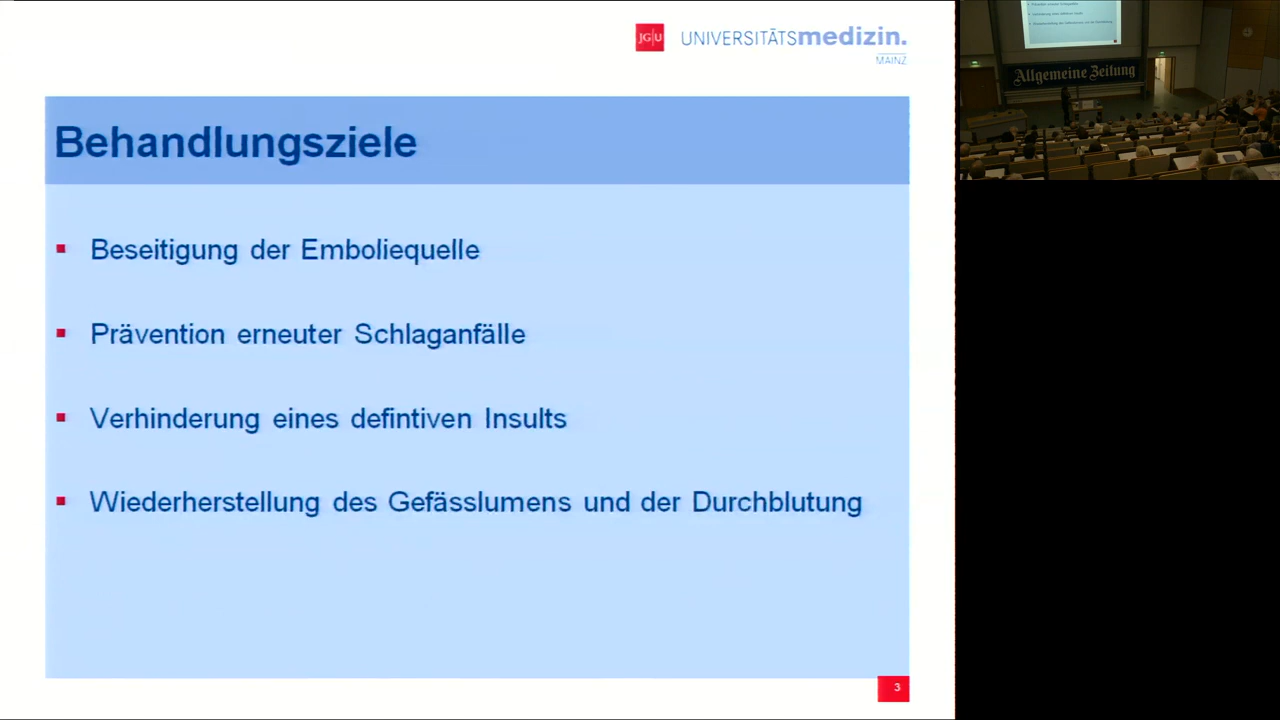 JG|U UNIVERSITÄTSmedizin.
MAINZ
Behandlungsziele
Beseitigung der Emboliequelle
Prävention erneuter Schlaganfälle
Verhinderung eines defintiven Insults
Wiederherstellung des Gefässlumens und der Durchblutung
3
Allgemeine Zeitung